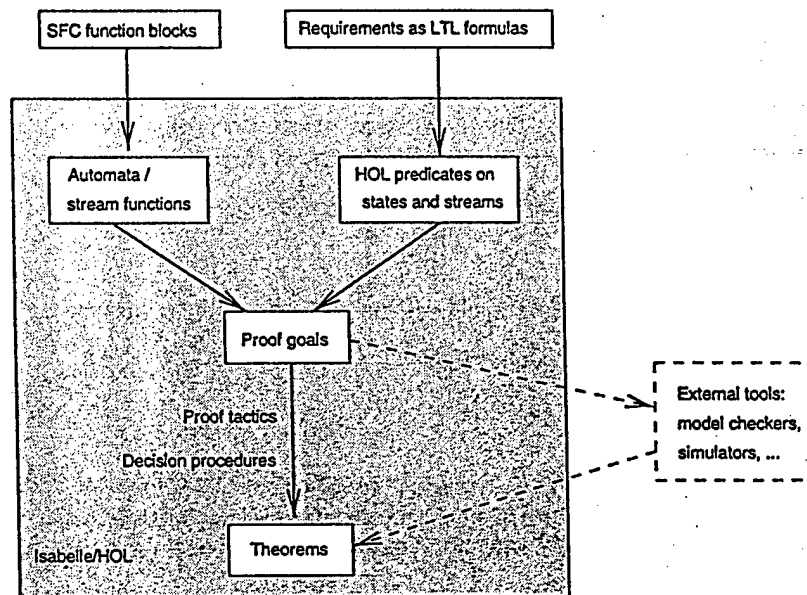 SFC function blocks
Requirements as LTL formulas
Automata /
stream functions
HOL predicates on
states and streams
Proof goals
External tools:
model checkers,
simulators, ...
Proof tactics
Decision procedures
Theorems
Isabelle/HOL